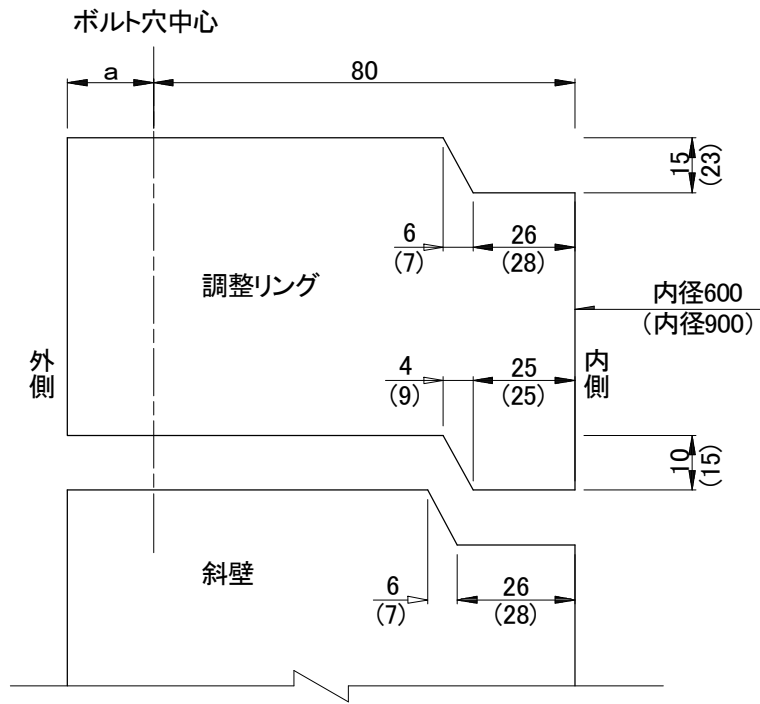 ボルト穴中心
a
80
15
(23)
6
(7)
26
(28)
調整リング
内径600
(内径900)
外側
内側
4
(9)
25
(25)
10
(15)
斜壁
6
(7)
26
(28)